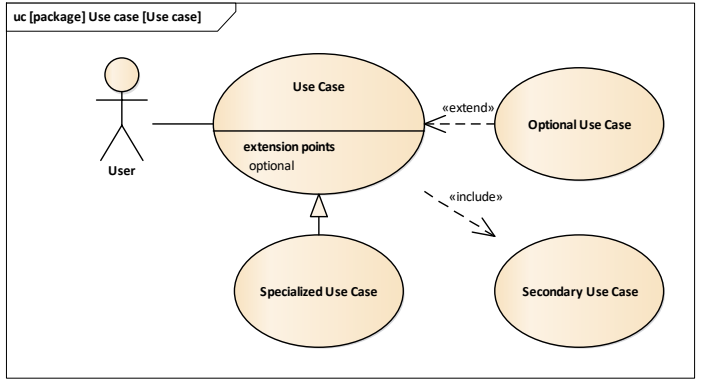 uc [package] Use case [Use case]
Use Case
«extend»
Optional Use Case
extension points
optional
User
«include»
Specialized Use Case
Secondary Use Case